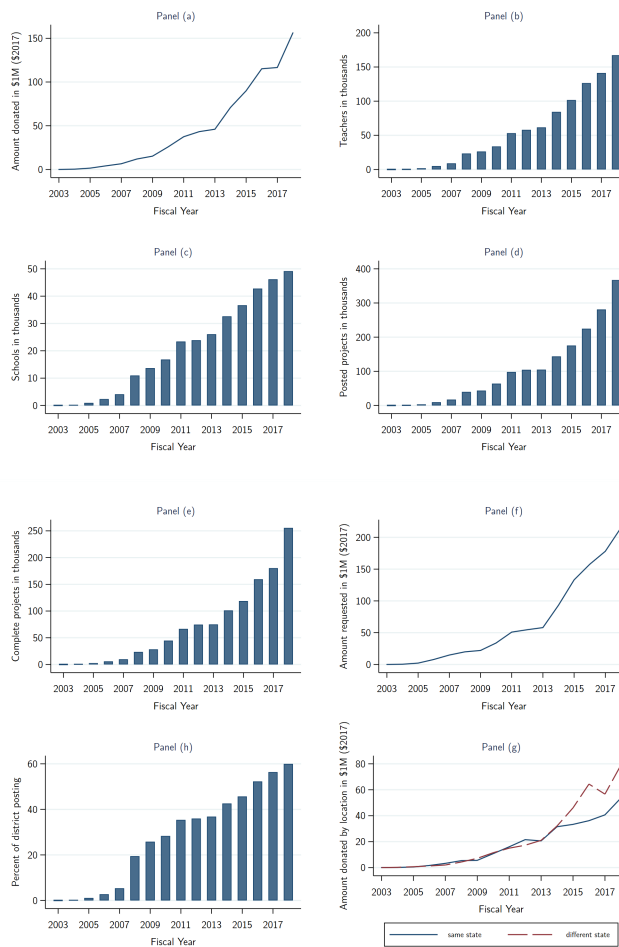 Panel (a)
Amount donated in $1M ($2017)
150
100
50
0
2003 2005 2007 2009 2011 2013 2015 2017
Fiscal Year
Panel (b)
Teachers in thousands
200
150
100
50
0
2003 2005 2007 2009 2011 2013 2015 2017
Fiscal Year
Panel (c)
Schools in thousands
50
40
30
20
10
0
2003 2005 2007 2009 2011 2013 2015 2017
Fiscal Year
Panel (d)
Posted projects in thousands
400
300
200
100
0
2003 2005 2007 2009 2011 2013 2015 2017
Fiscal Year
Panel (e)
Complete projects in thousands
250
200
150
100
50
0
2003 2005 2007 2009 2011 2013 2015 2017
Fiscal Year
Panel (f)
Amount requested in $1M ($2017)
200
150
100
50
0
2003 2005 2007 2009 2011 2013 2015 2017
Fiscal Year
Panel (h)
Percent of district posting
60
40
20
0
2003 2005 2007 2009 2011 2013 2015 2017
Fiscal Year
Panel (g)
Amount donated by location in $1M ($2017)
80
60
40
20
0
2003 2005 2007 2009 2011 2013 2015 2017
Fiscal Year
same state
different state